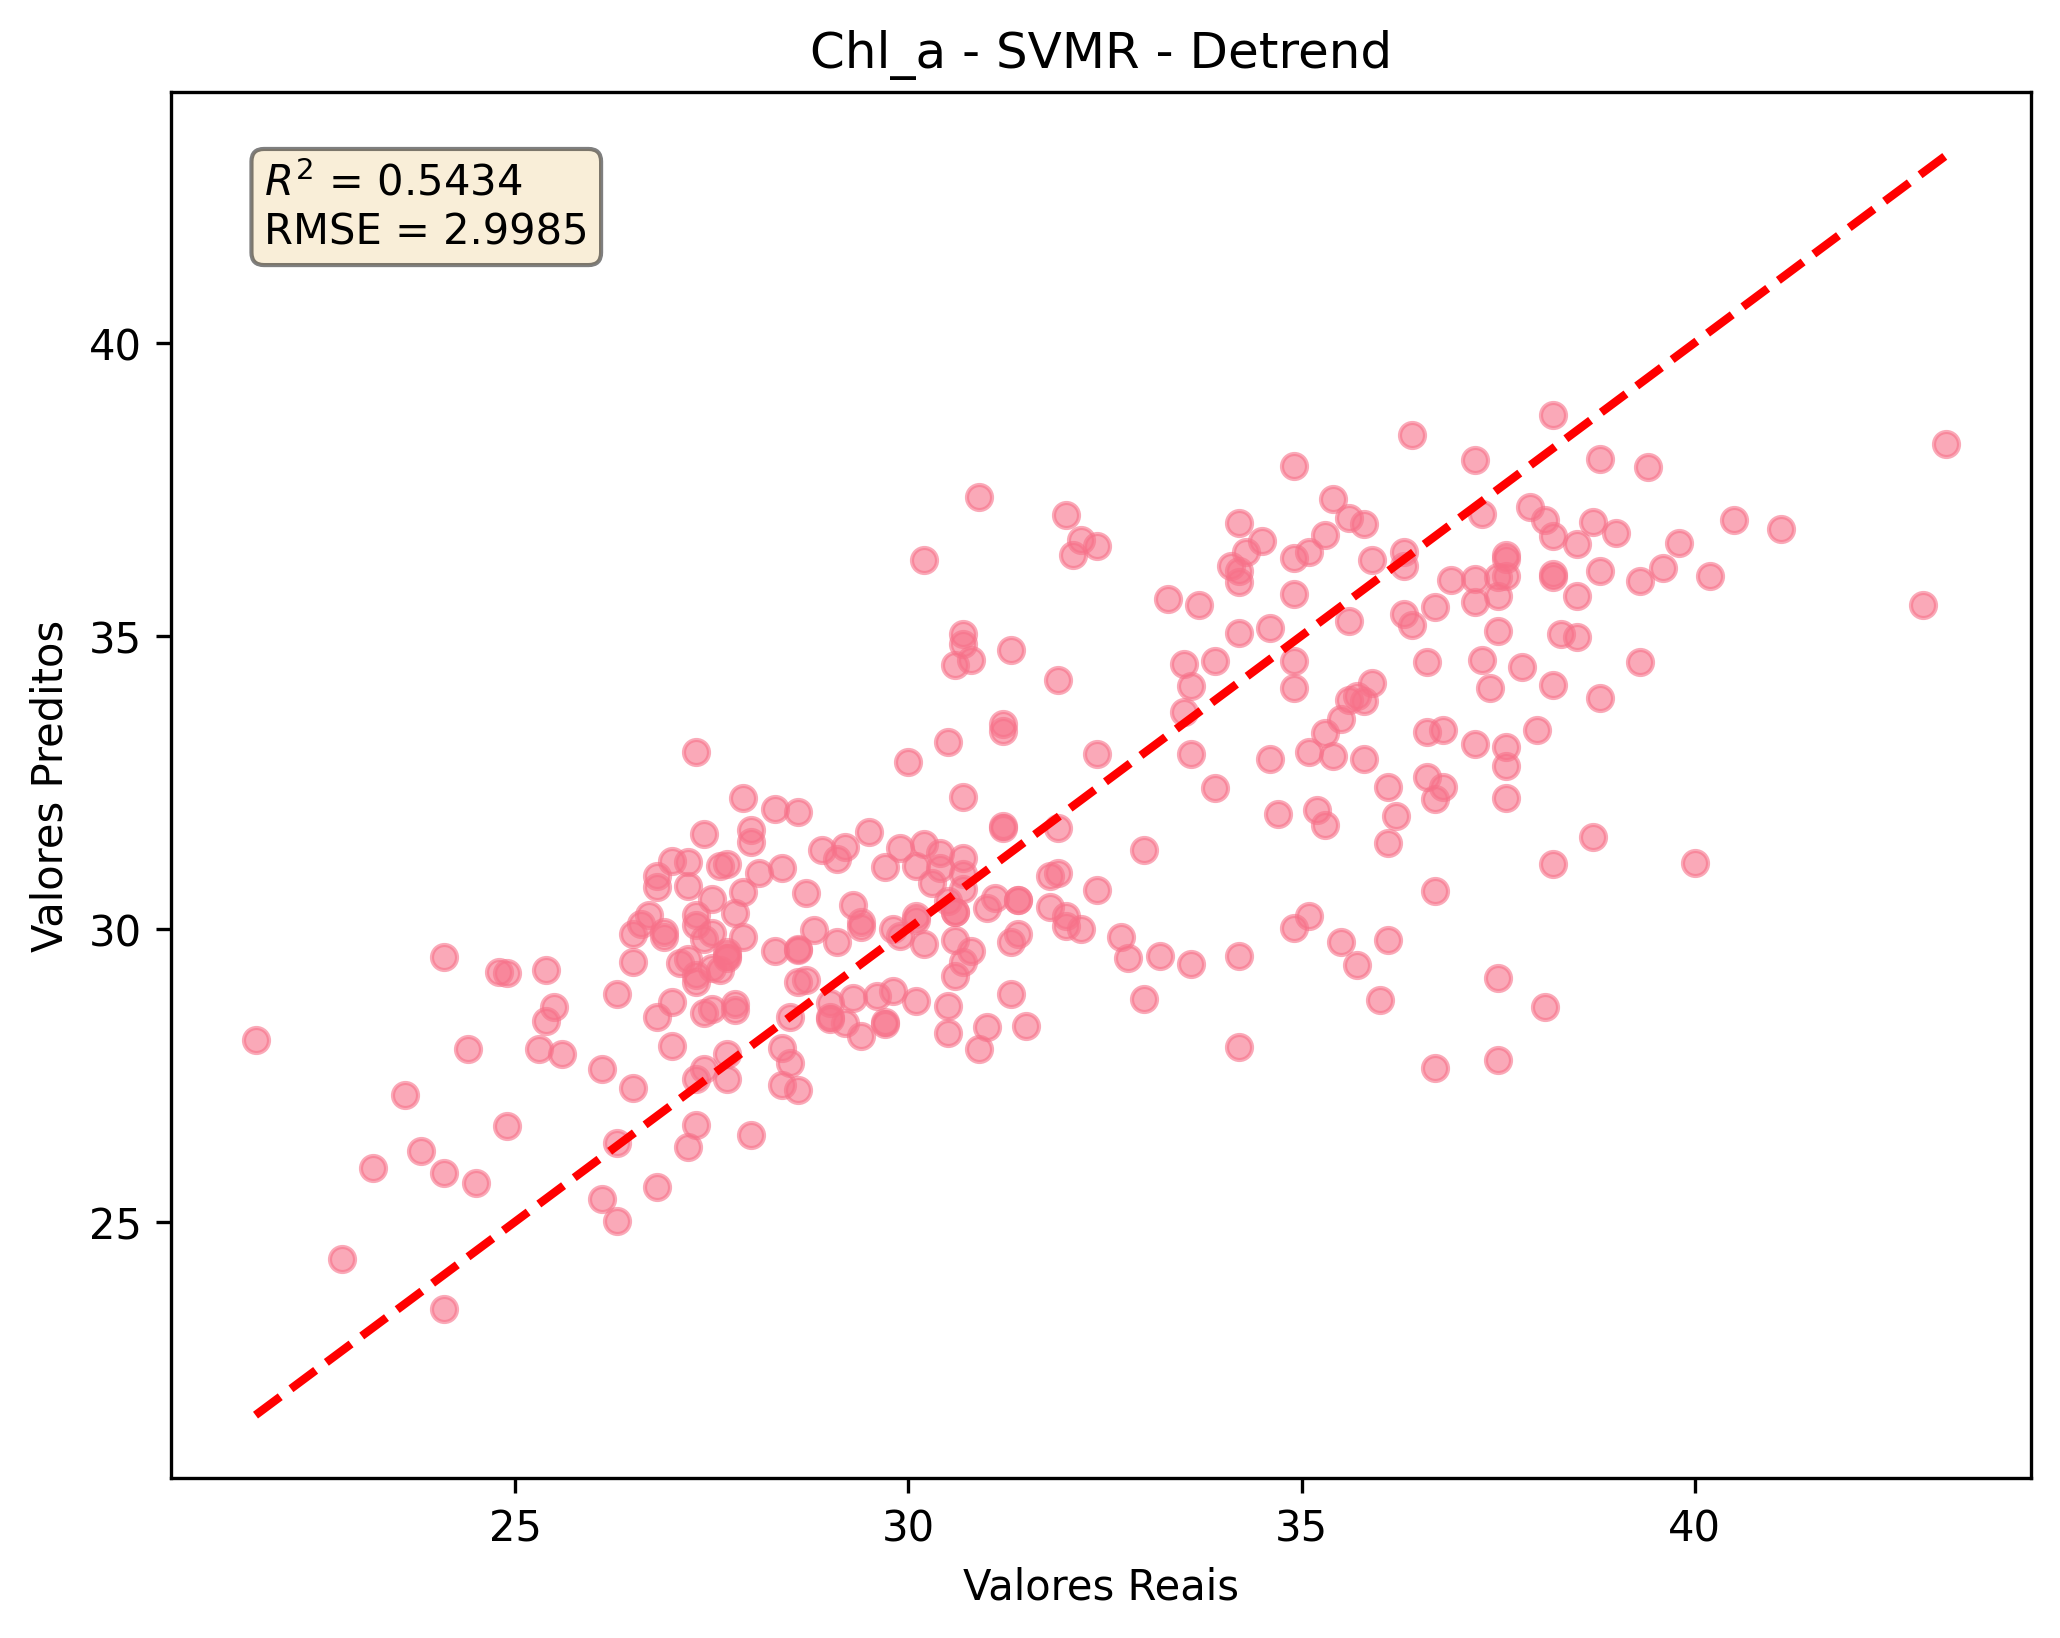 Chl_a - SVMR - Detrend
R² = 0.5434
RMSE = 2.9985
Valores Preditos
40
35
30
25
25 30 35 40
Valores Reais